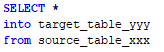 SELECT *
into target_table_yyy
from source_table_xxx